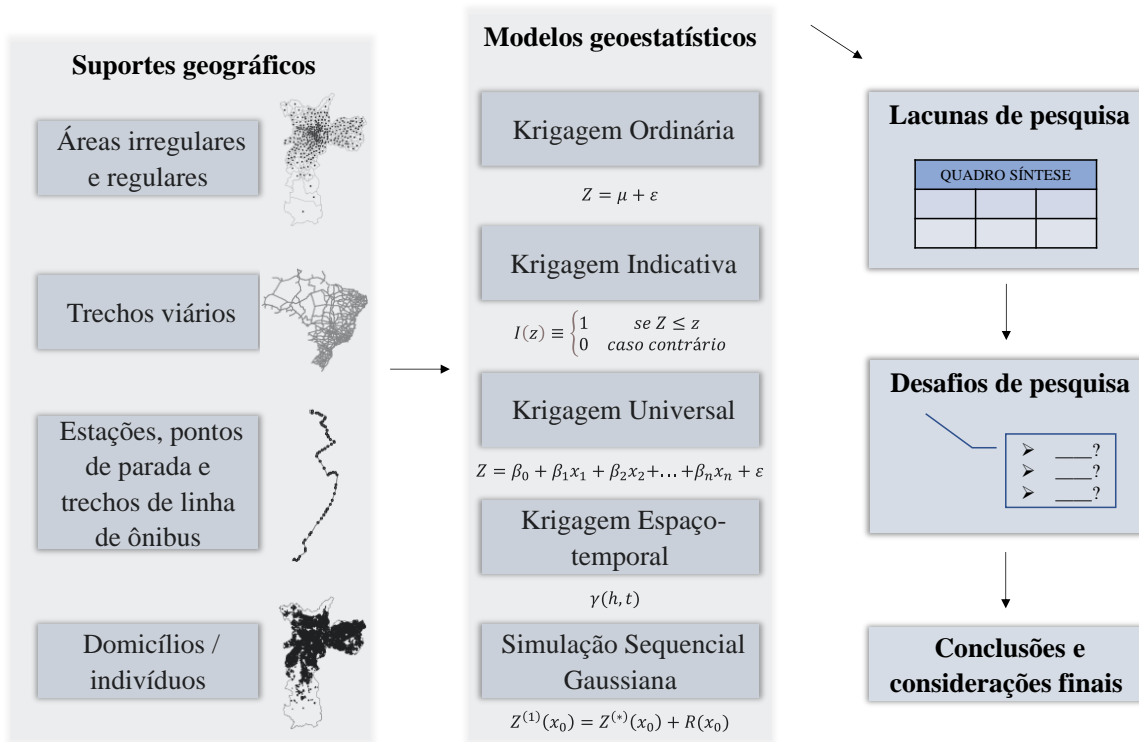 Suportes geográficos
Áreas irregulares
e regulares
Trechos viários
Estações, pontos
de parada e
trechos de linha
de ônibus
Domicílios /
indivíduos
Modelos geoestatísticos
Krigagem Ordinária
Z = μ + ε
Krigagem Indicativa
I(z) ≡ {1 se Z ≤ z
0 caso contrário
Krigagem Universal
Z = β₀ + β₁x₁ + β₂x₂+...+βₙxₙ + ε
Krigagem Espaço-
temporal
γ(h, t)
Simulação Sequencial
Gaussiana
Z⁽¹⁾(x₀) = Z⁽*⁾(x₀) + R(x₀)
Lacunas de pesquisa
QUADRO SÍNTESE
Desafios de pesquisa
➢ ____?
➢ ____?
➢ ____?
Conclusões e
considerações finais